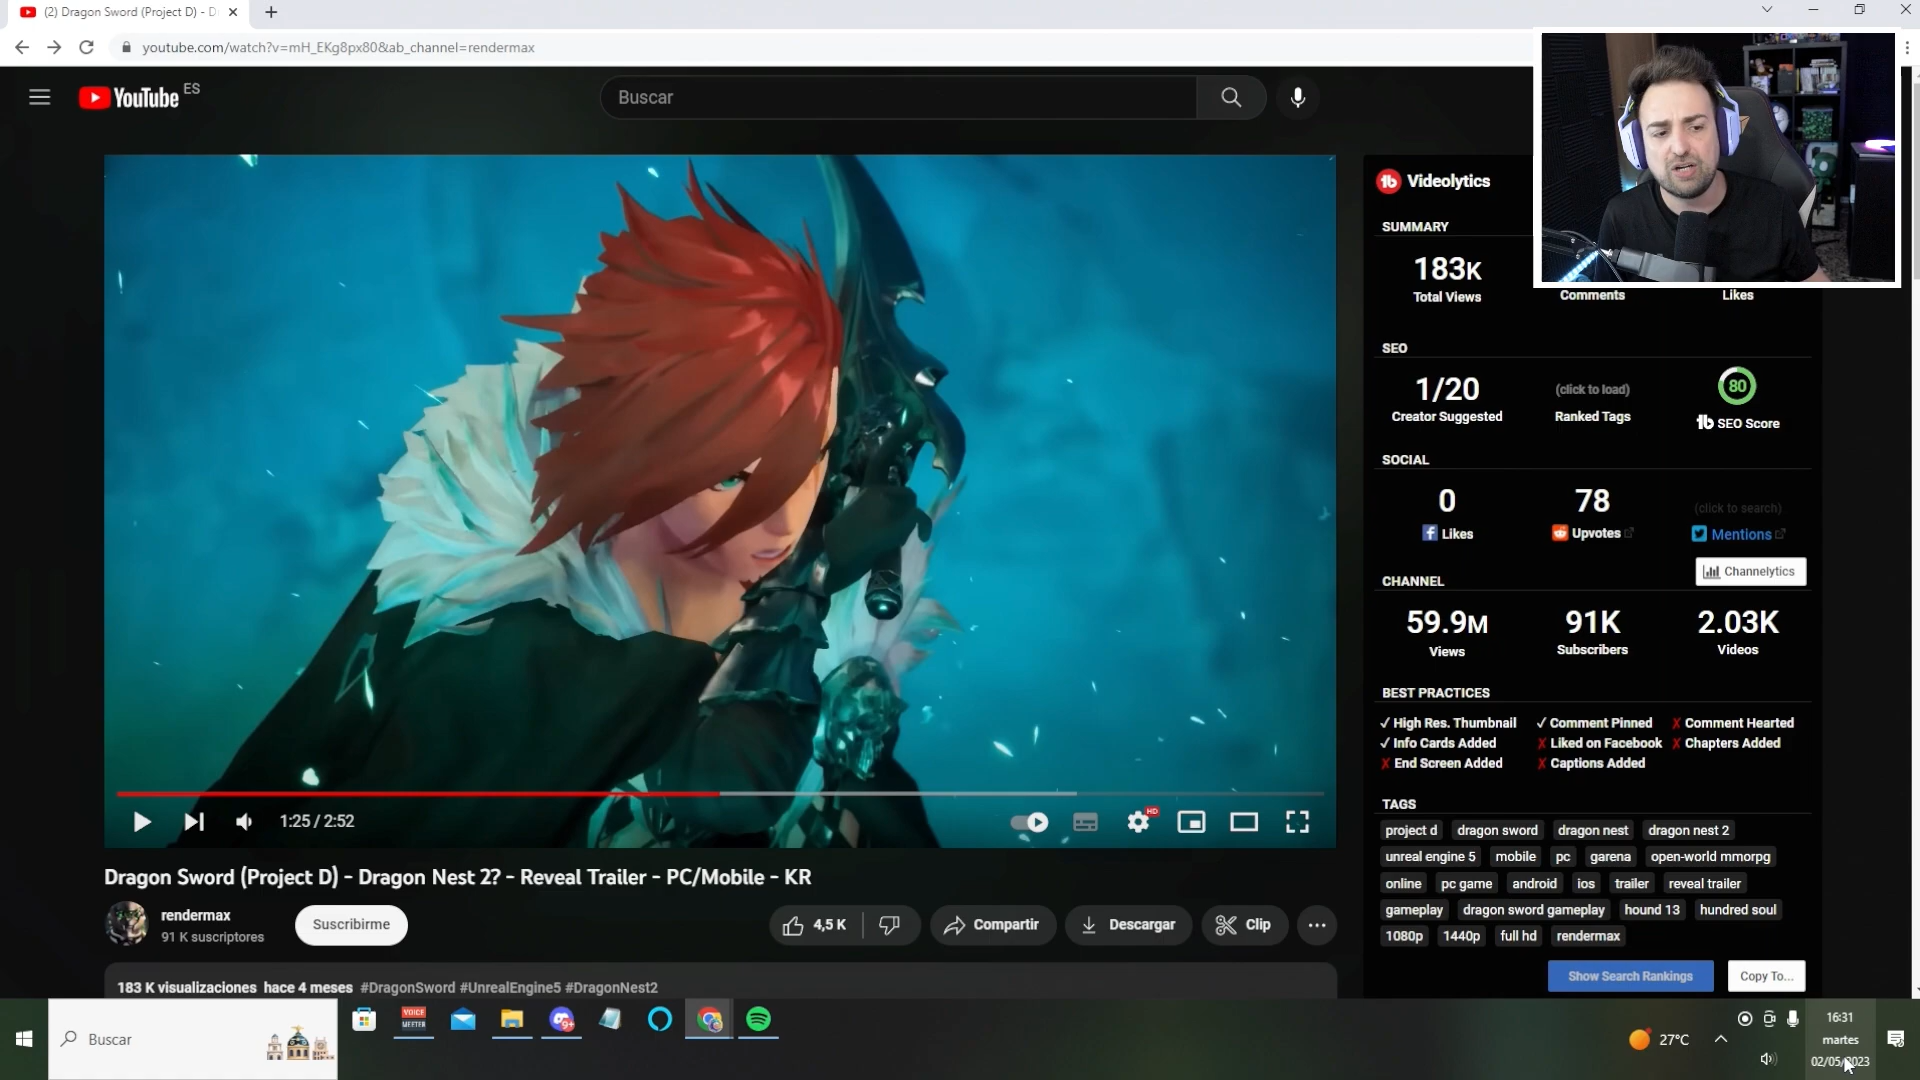 (2) Dragon Sword (Project D) - D
youtube.com/watch?v=mH_EKg8px80&ab_channel=rendermax
YouTube ES
Buscar
Videolytics
SUMMARY
183K
Total Views
Comments
Likes
SEO
1/20
(click to load)
80
Creator Suggested
Ranked Tags
SEO Score
SOCIAL
0
78
(click to search)
Likes
Upvotes
Mentions
Channelytics
CHANNEL
59.9M
91K
2.03K
Views
Subscribers
Videos
BEST PRACTICES
✓ High Res. Thumbnail ✓ Comment Pinned ✗ Comment Hearted
✓ Info Cards Added ✗ Liked on Facebook ✗ Chapters Added
✗ End Screen Added ✗ Captions Added
TAGS
project d dragon sword dragon nest dragon nest 2
unreal engine 5 mobile pc garena open-world mmorpg
online pc game android ios trailer reveal trailer
gameplay dragon sword gameplay hound 13 hundred soul
1080p 1440p full hd rendermax
Show Search Rankings
Copy To...
1:25 / 2:52
HD
Dragon Sword (Project D) - Dragon Nest 2? - Reveal Trailer - PC/Mobile - KR
rendermax
91 K suscriptores
Suscribirme
4,5 K
Compartir
Descargar
Clip
183 K visualizaciones hace 4 meses #DragonSword #UnrealEngine5 #DragonNest2
Buscar
VOICE
MEETER
9+
27°C
16:31
martes
02/05/2023